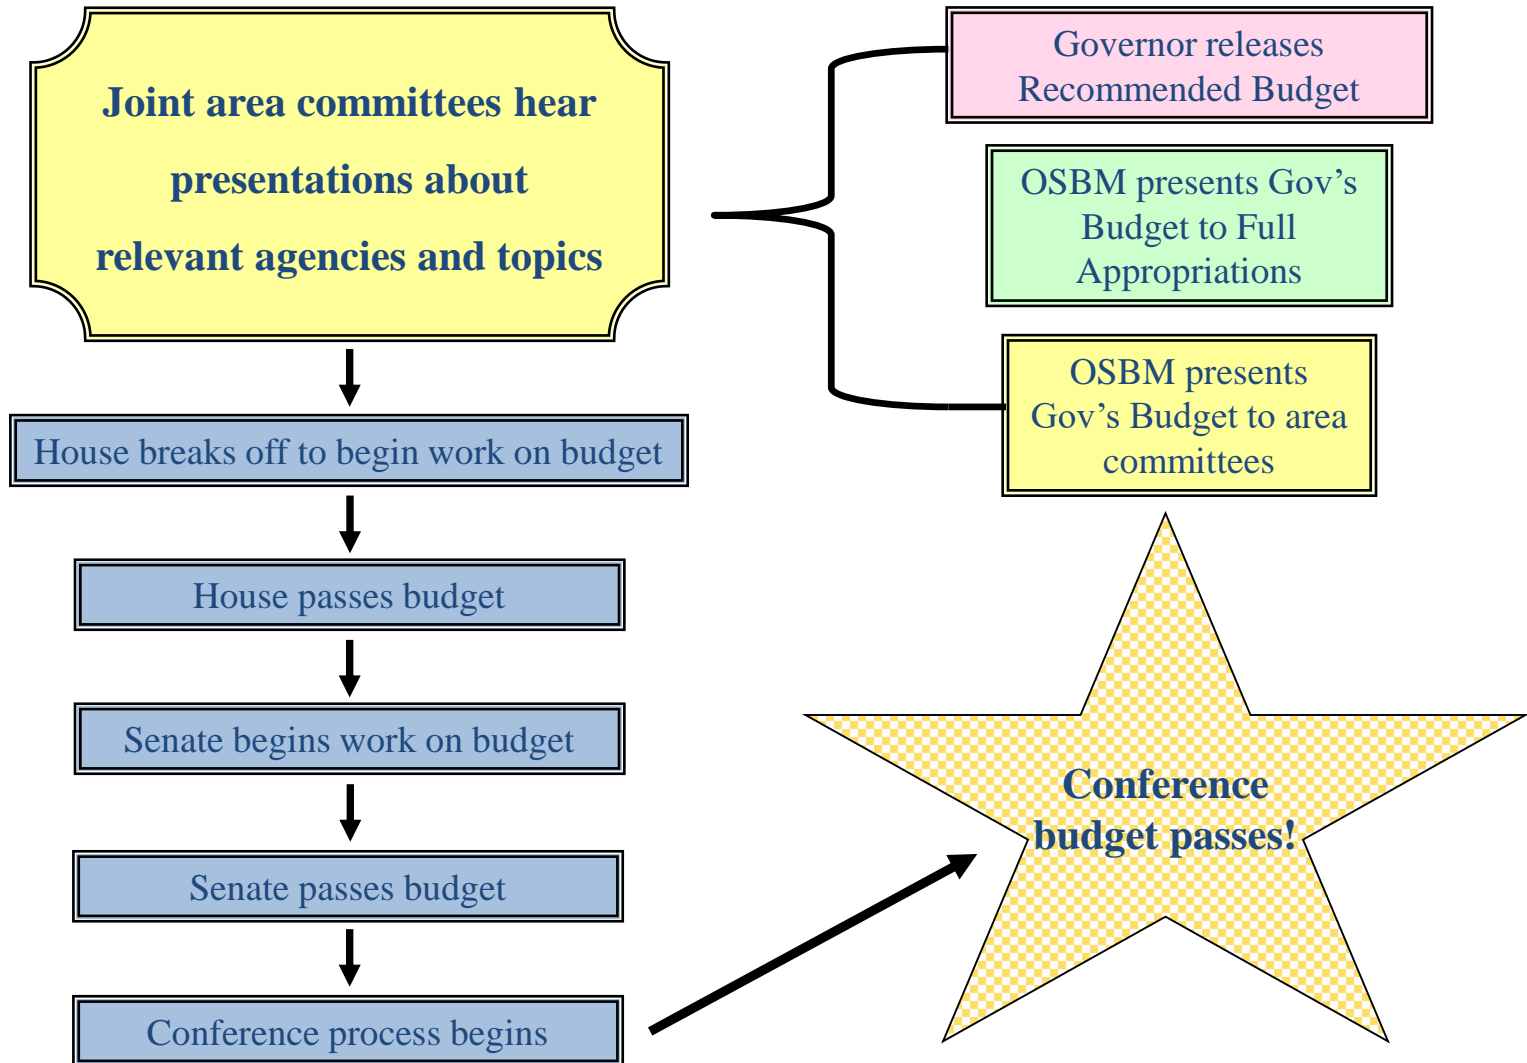 Joint area committees hear
presentations about
relevant agencies and topics
House breaks off to begin work on budget
House passes budget
Senate begins work on budget
Senate passes budget
Conference process begins
Governor releases
Recommended Budget
OSBM presents Gov’s
Budget to Full
Appropriations
OSBM presents
Gov’s Budget to area
committees
Conference
budget passes!